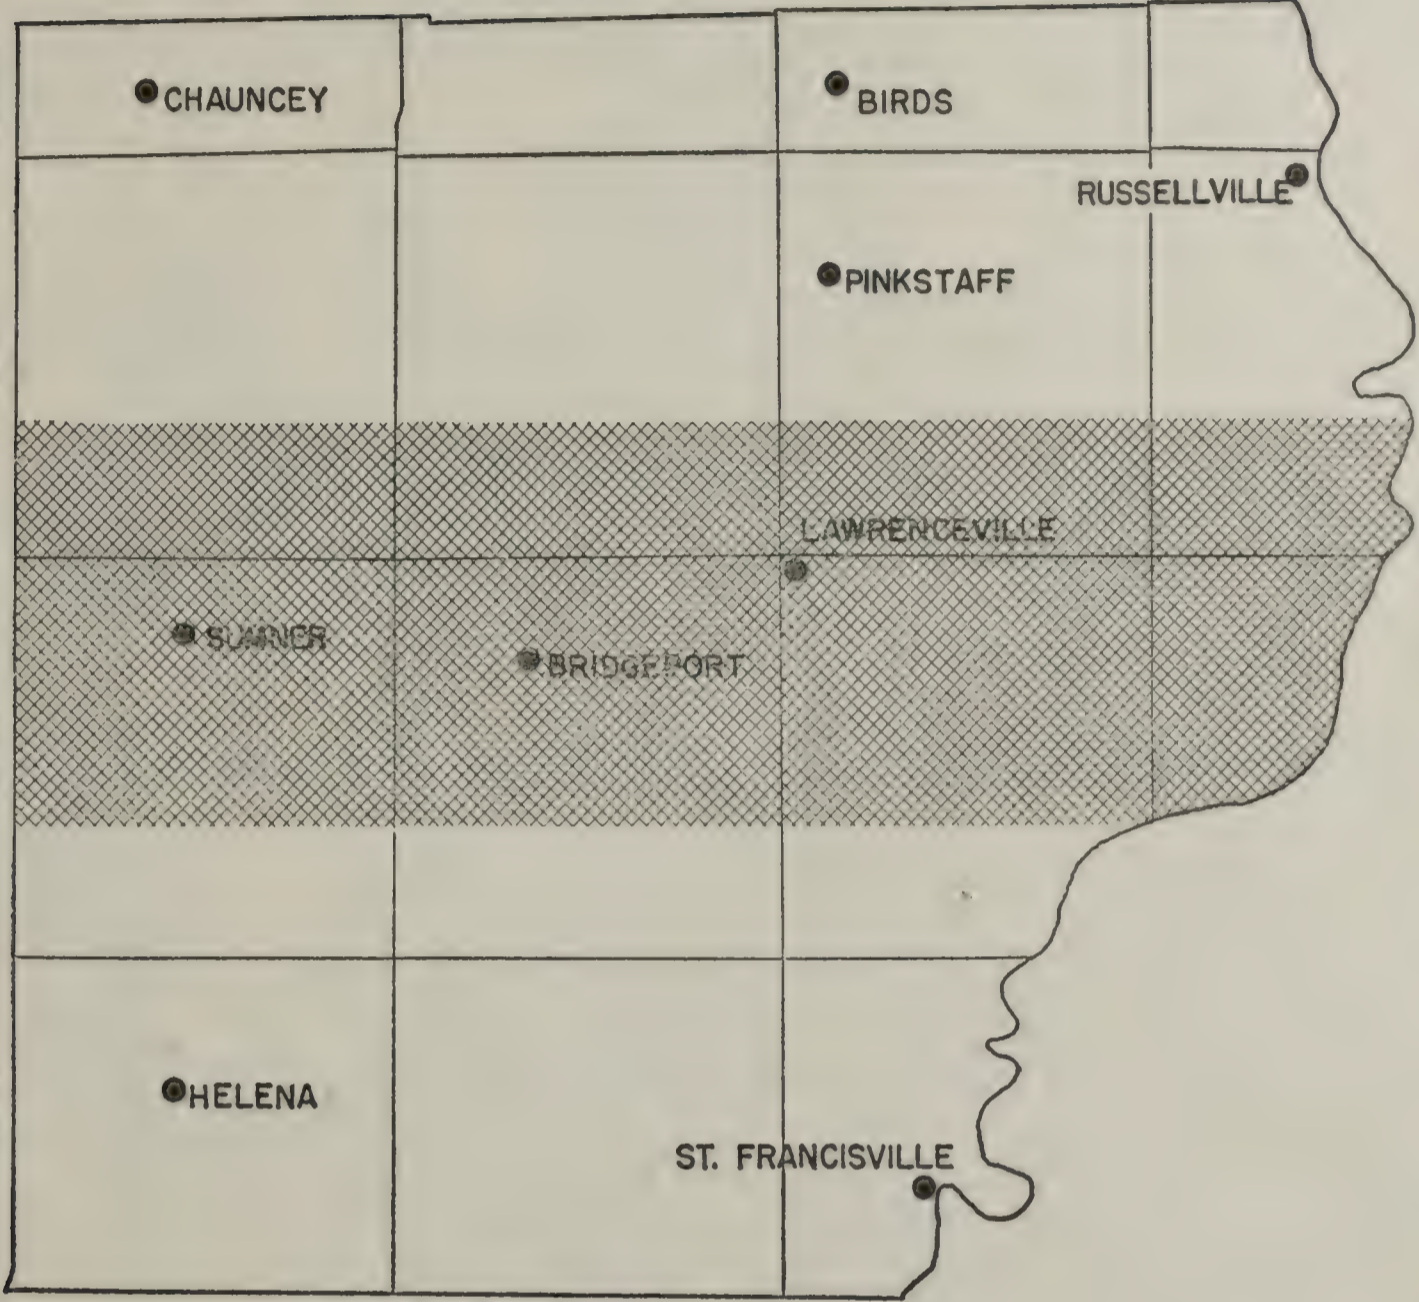 CHAUNCEY
BIRDS
RUSSELLVILLE
PINKSTAFF
LAWRENCEVILLE
SUMNER
BRIDGEPORT
HELENA
ST. FRANCISVILLE